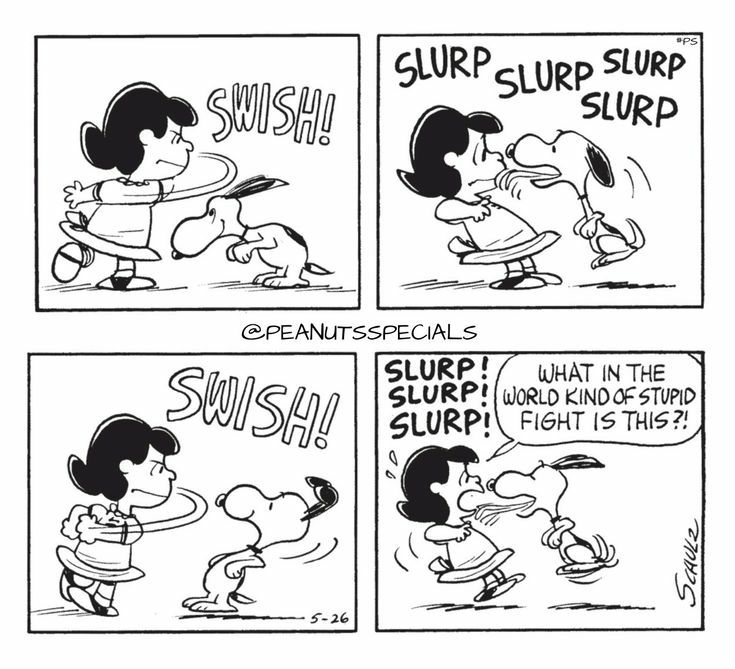 SWISH!
#PS
SLURP SLURP SLURP
SLURP
@PEANUTSSPECIALS
SWISH!
5-26
SLURP!
SLURP!
SLURP!
WHAT IN THE
WORLD KIND OF STUPID
FIGHT IS THIS?!
SCHULZ